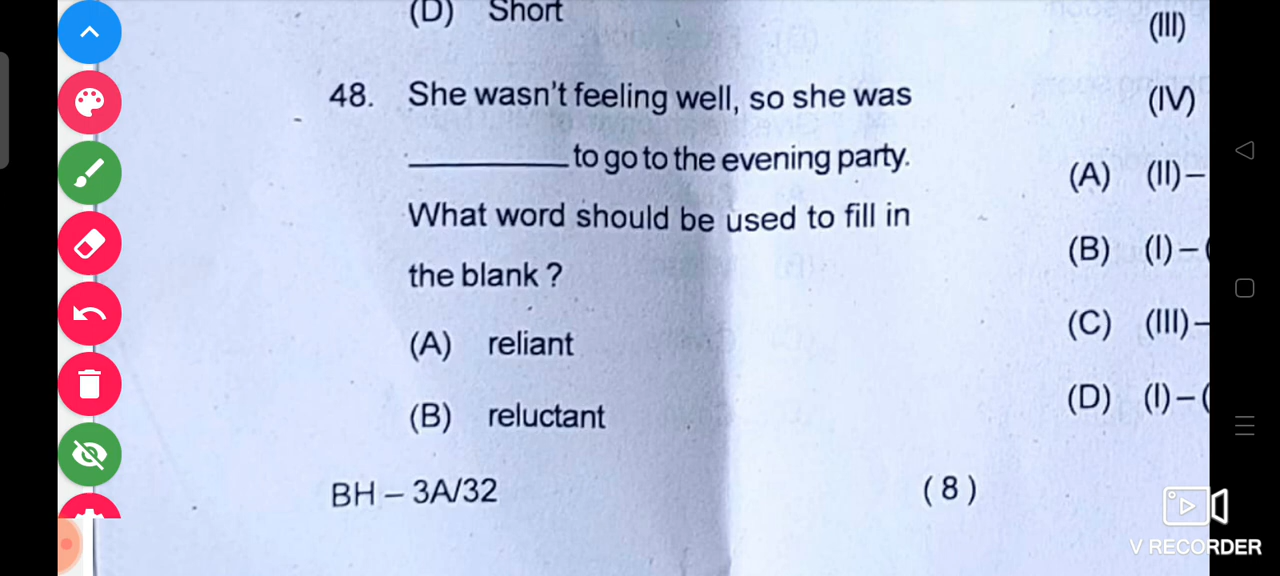 (D) Short
48. She wasn't feeling well, so she was
__________ to go to the evening party.
What word should be used to fill in
the blank ?
(A) reliant
(B) reluctant
BH – 3A/32
(8)
(III)
(IV)
(A) (II) –
(B) (I) – (
(C) (III) –
(D) (I) – (
V RECORDER